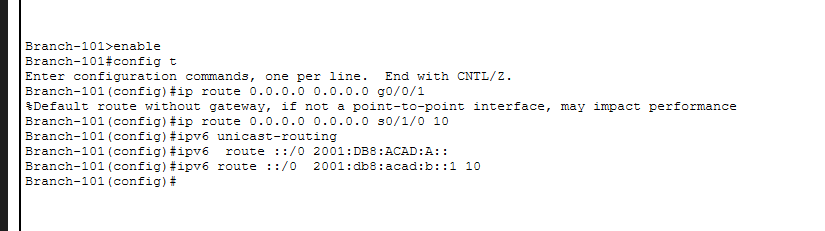 Branch-101>enable
Branch-101#config t
Enter configuration commands, one per line.  End with CNTL/Z.
Branch-101(config)#ip route 0.0.0.0 0.0.0.0 g0/0/1
%Default route without gateway, if not a point-to-point interface, may impact performance
Branch-101(config)#ip route 0.0.0.0 0.0.0.0 s0/1/0 10
Branch-101(config)#ipv6 unicast-routing
Branch-101(config)#ipv6  route ::/0 2001:DB8:ACAD:A::
Branch-101(config)#ipv6 route ::/0  2001:db8:acad:b::1 10
Branch-101(config)#